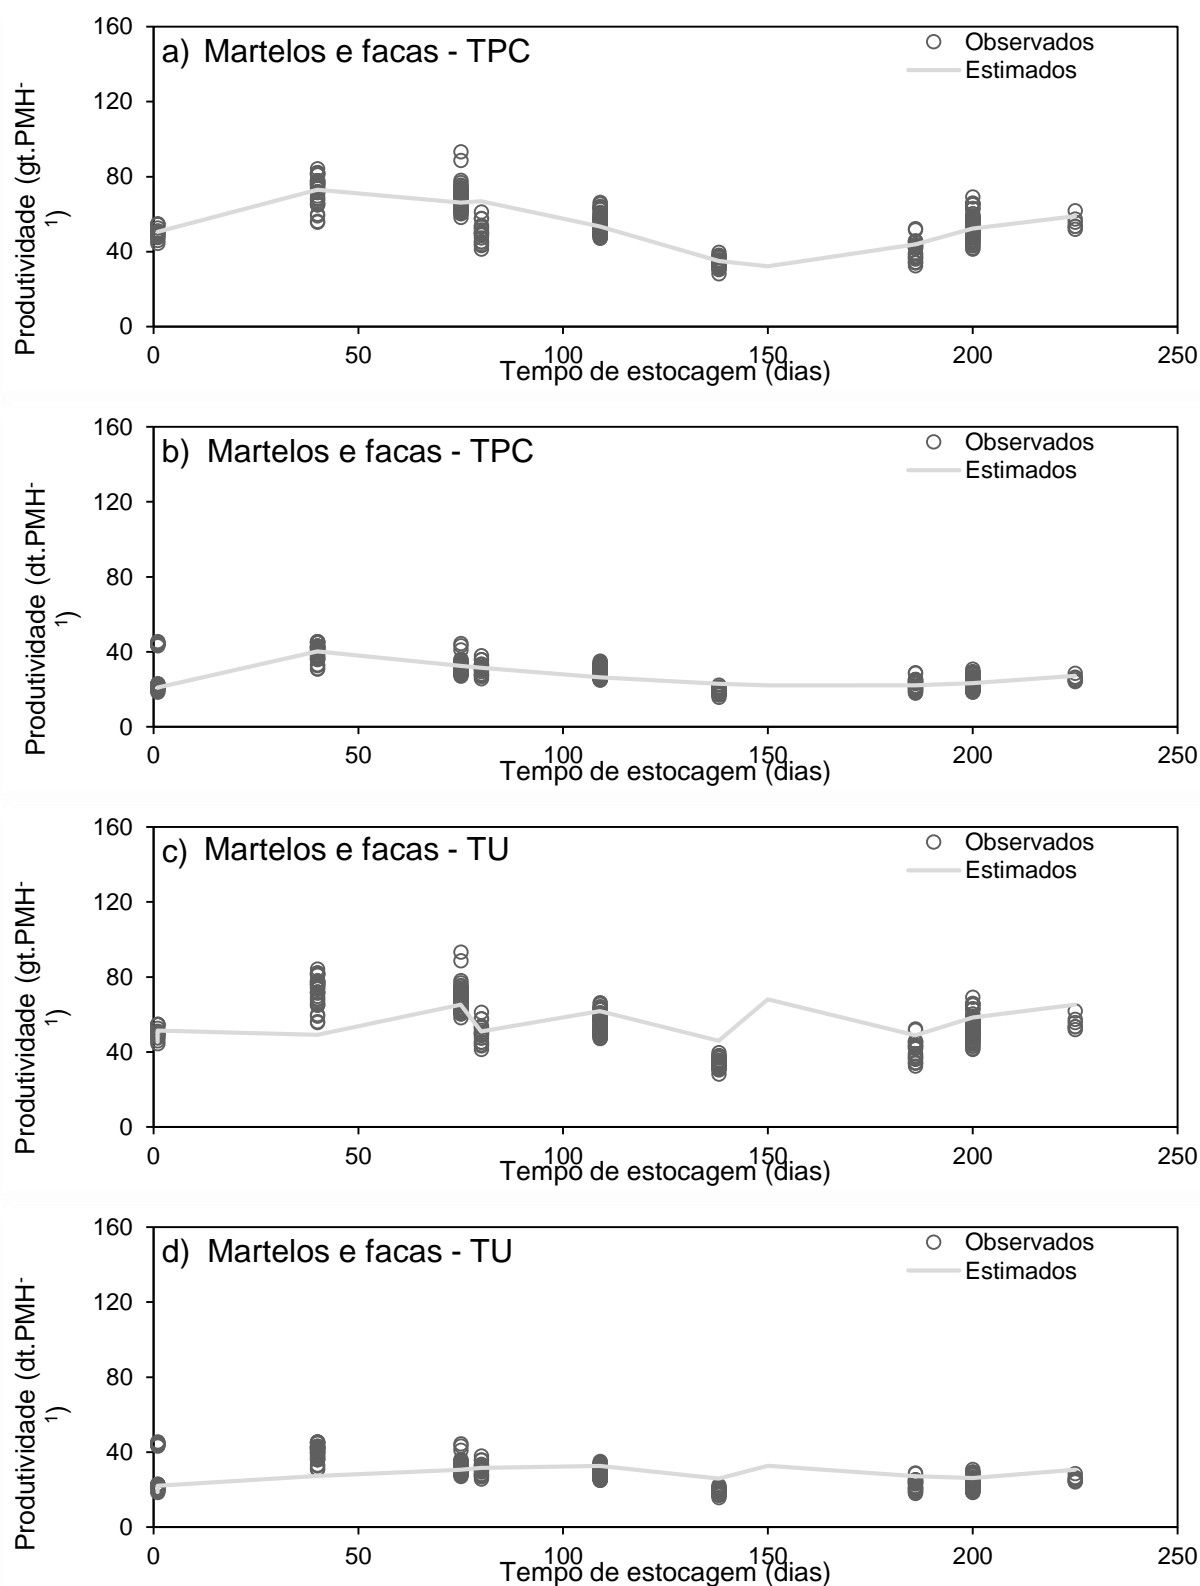 a) Martelos e facas - TPC
Observados
Estimados
Produtividade (gt.PMH-
1)
160
120
80
40
0
0 50 100 150 200 250
Tempo de estocagem (dias)
b) Martelos e facas - TPC
Observados
Estimados
Produtividade (dt.PMH-
1)
160
120
80
40
0
0 50 100 150 200 250
Tempo de estocagem (dias)
c) Martelos e facas - TU
Observados
Estimados
Produtividade (gt.PMH-
1)
160
120
80
40
0
0 50 100 150 200 250
Tempo de estocagem (dias)
d) Martelos e facas - TU
Observados
Estimados
Produtividade (dt.PMH-
1)
160
120
80
40
0
0 50 100 150 200 250
Tempo de estocagem (dias)